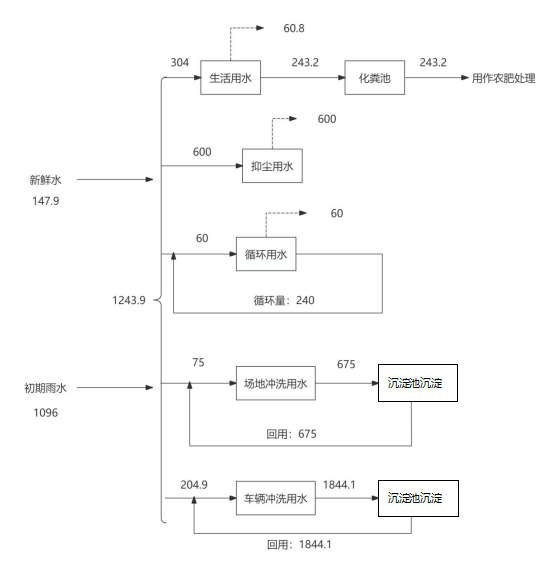 60.8
304
生活用水
243.2
化粪池
243.2
用作农肥处理
600
600
抑尘用水
新鲜水
147.9
60
60
循环用水
循环量：240
1243.9
初期雨水
1096
75
场地冲洗用水
675
沉淀池沉淀
回用：675
204.9
车辆冲洗用水
1844.1
沉淀池沉淀
回用：1844.1